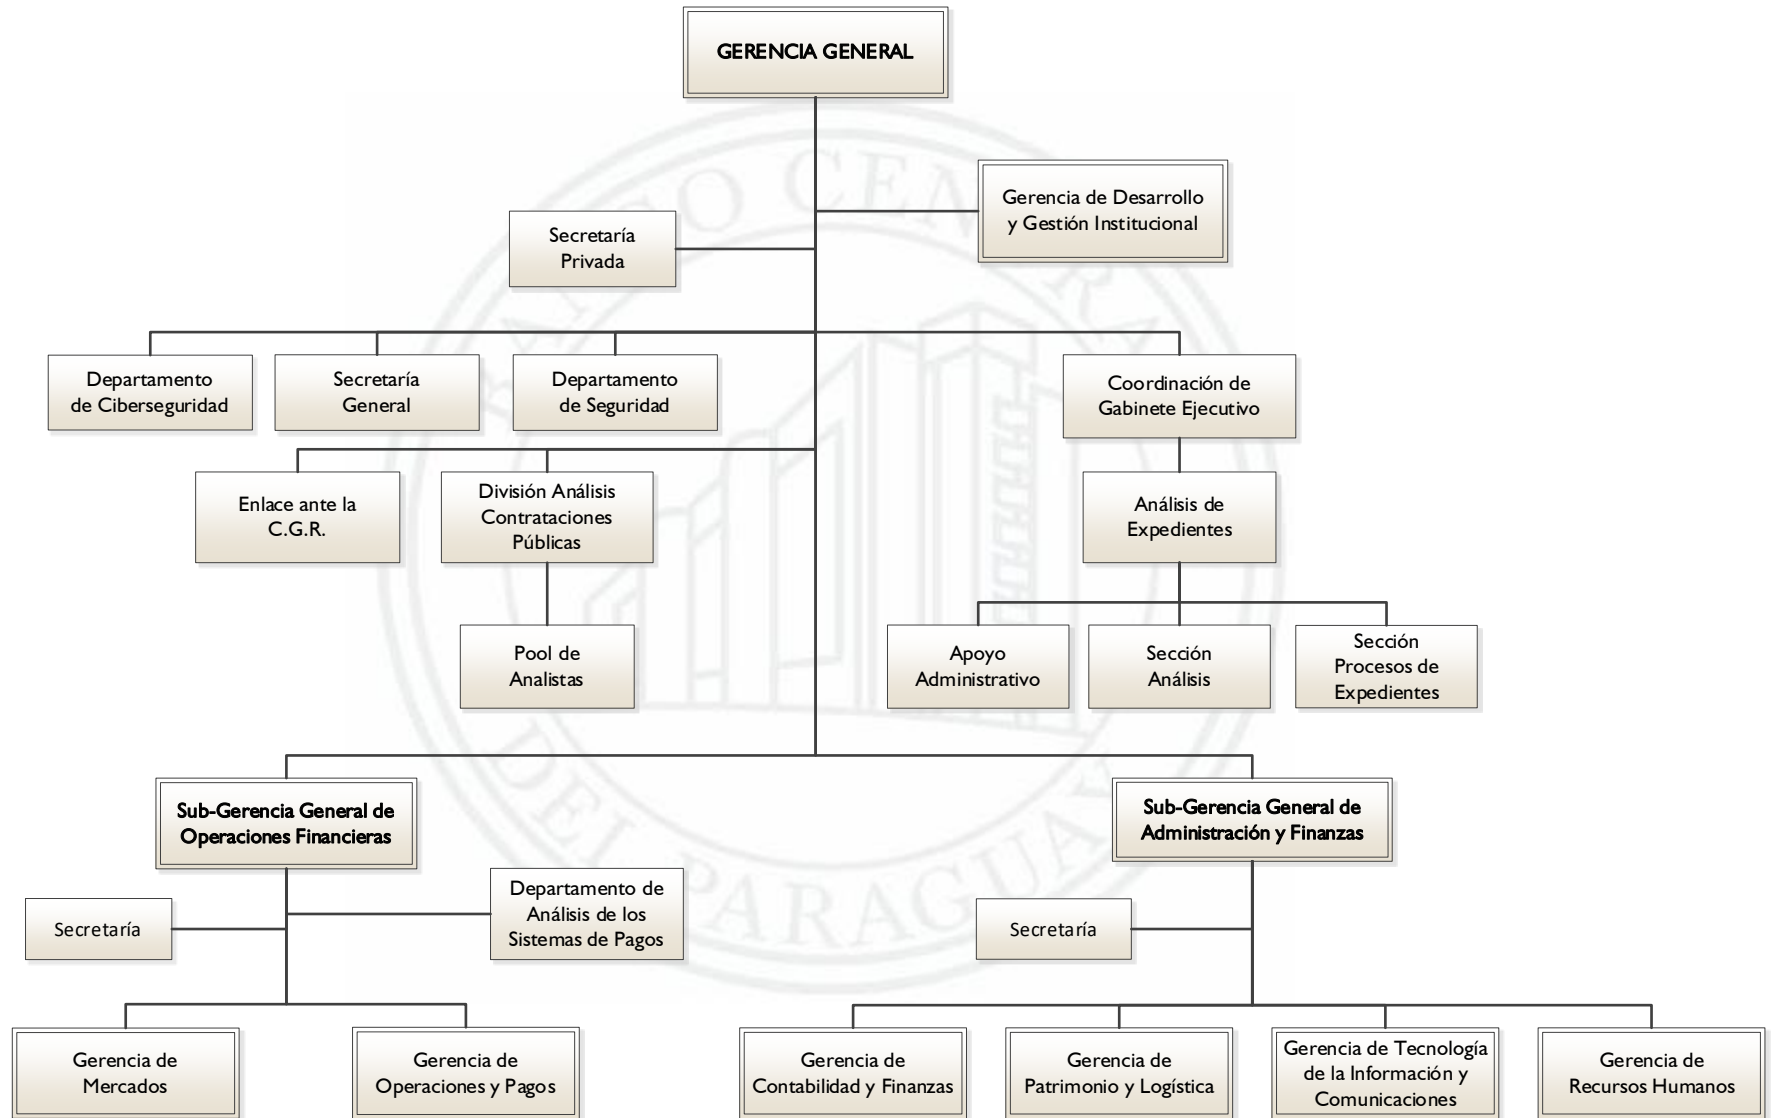 GERENCIA GENERAL
Gerencia de Desarrollo
y Gestión Institucional
Secretaría
Privada
Departamento
de Ciberseguridad
Secretaría
General
Departamento
de Seguridad
Coordinación de
Gabinete Ejecutivo
Enlace ante la
C.G.R.
División Análisis
Contrataciones
Públicas
Análisis de
Expedientes
Pool de
Analistas
Apoyo
Administrativo
Sección
Análisis
Sección
Procesos de
Expedientes
Sub-Gerencia General de
Operaciones Financieras
Sub-Gerencia General de
Administración y Finanzas
Secretaría
Departamento de
Análisis de los
Sistemas de Pagos
Secretaría
Gerencia de
Mercados
Gerencia de
Operaciones y Pagos
Gerencia de
Contabilidad y Finanzas
Gerencia de
Patrimonio y Logística
Gerencia de Tecnología
de la Información y
Comunicaciones
Gerencia de
Recursos Humanos
BANCO CENTRAL
DEL PARAGUAY